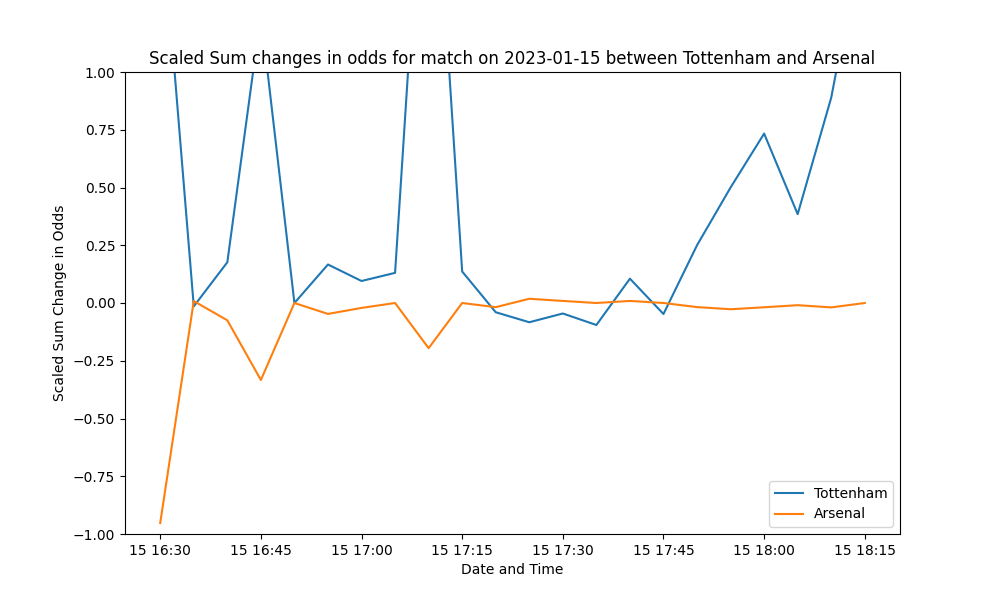 Scaled Sum changes in odds for match on 2023-01-15 between Tottenham and Arsenal
1.00
0.75
0.50
0.25
0.00
−0.25
−0.50
−0.75
−1.00
Scaled Sum Change in Odds
Tottenham
Arsenal
15 16:30 15 16:45 15 17:00 15 17:15 15 17:30 15 17:45 15 18:00 15 18:15
Date and Time